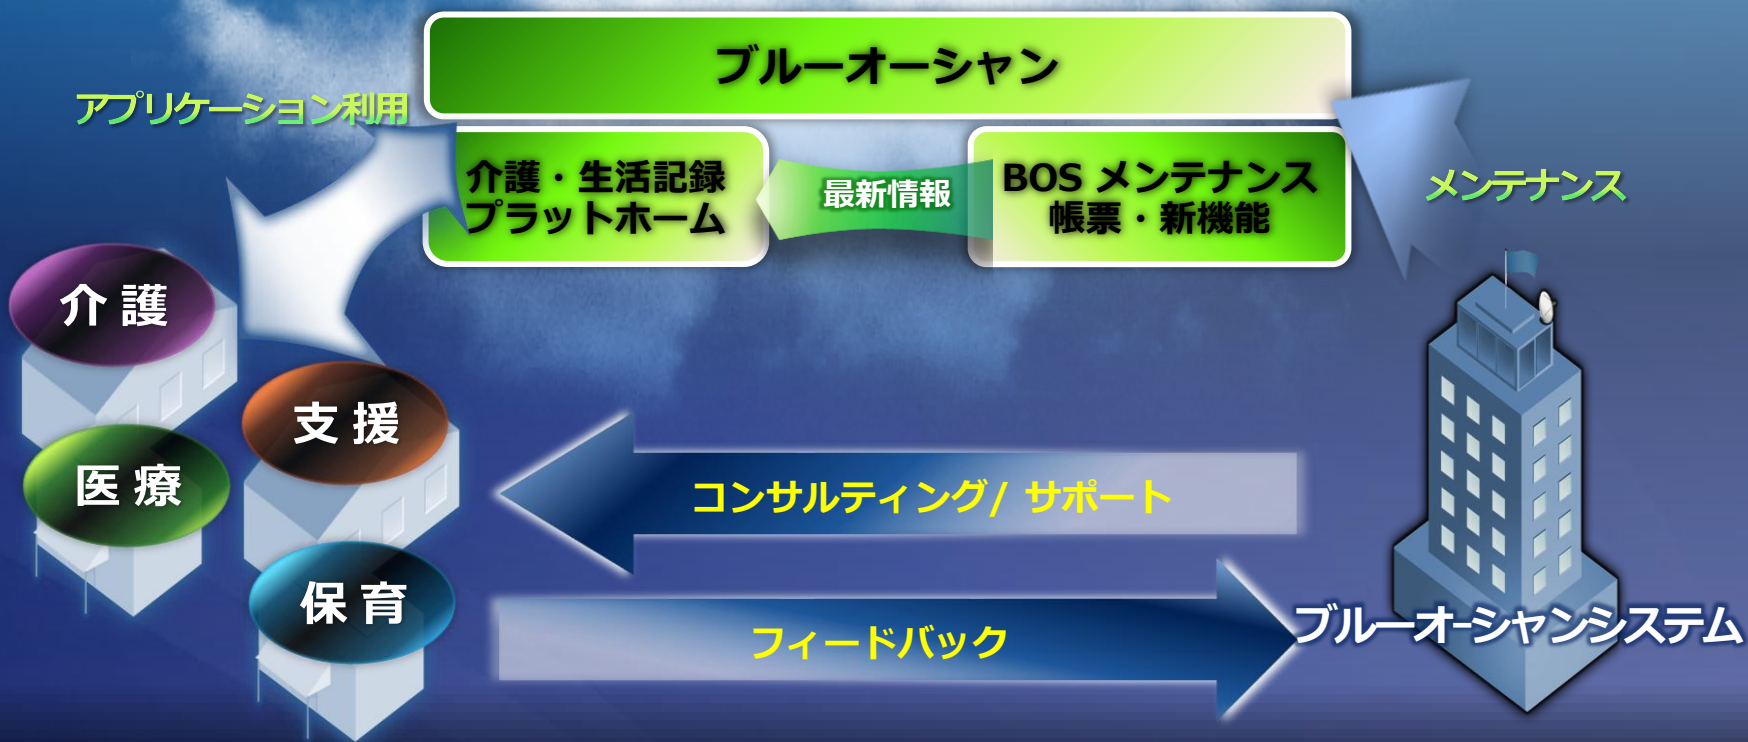 ブルーオーシャン
アプリケーション利用
介護・生活記録
プラットホーム
最新情報
BOS メンテナンス
帳票・新機能
メンテナンス
介護
支援
医療
保育
コンサルティング/ サポート
フィードバック
ブルーオーシャンシステム